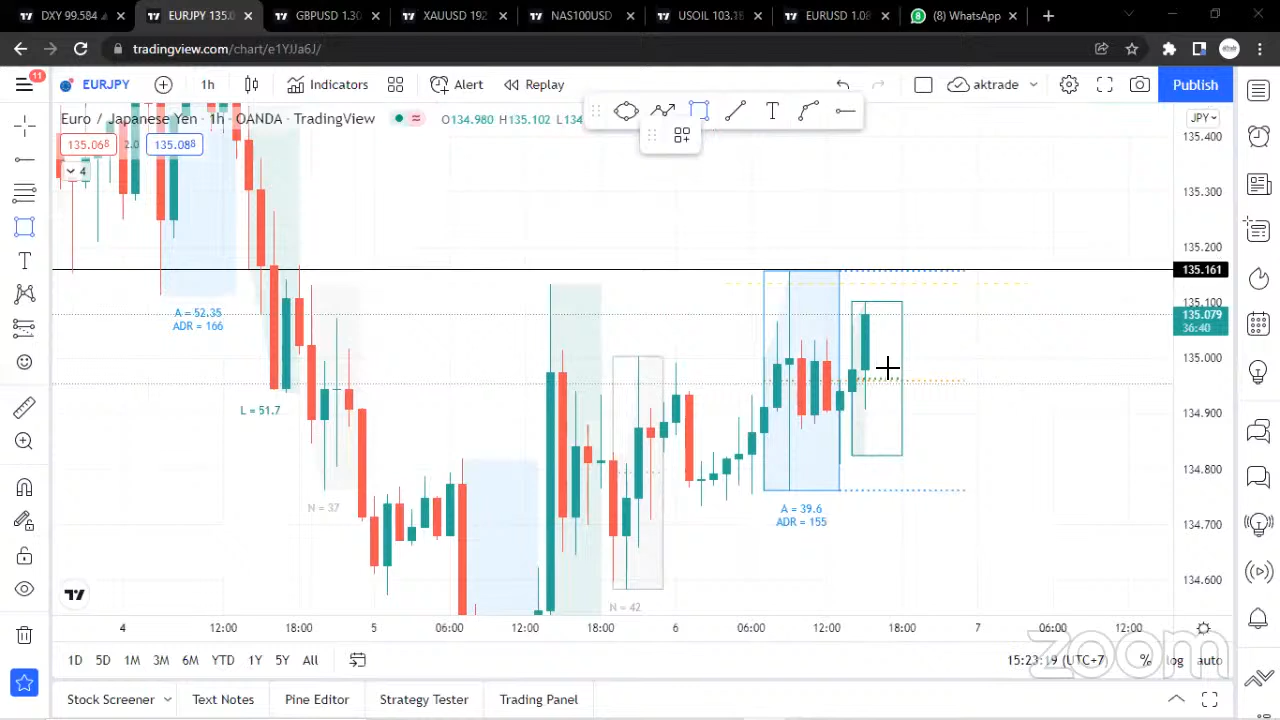 DXY 99.584
EURJPY 135.0
GBPUSD 1.30
XAUUSD 192
NAS100USD
USOIL 103.18
EURUSD 1.08
(8) WhatsApp
tradingview.com/chart/e1YJJa6J/
11
EURJPY
1h
Indicators
Alert
Replay
aktrade
Publish
Euro / Japanese Yen · 1h · OANDA · TradingView
O134.980 H135.102 L134
JPY
135.068
2.0
135.088
4
135.400
135.300
135.200
135.161
135.100
135.079
36:40
135.000
134.900
134.800
134.700
134.600
A = 52.35
ADR = 166
L = 51.7
N = 37
N = 42
A = 39.6
ADR = 155
4
12:00
18:00
5
06:00
12:00
18:00
6
06:00
12:00
18:00
7
06:00
12:00
1D
5D
1M
3M
6M
YTD
1Y
5Y
All
15:23:19 (UTC+7)
%
log
auto
zoom
Stock Screener
Text Notes
Pine Editor
Strategy Tester
Trading Panel